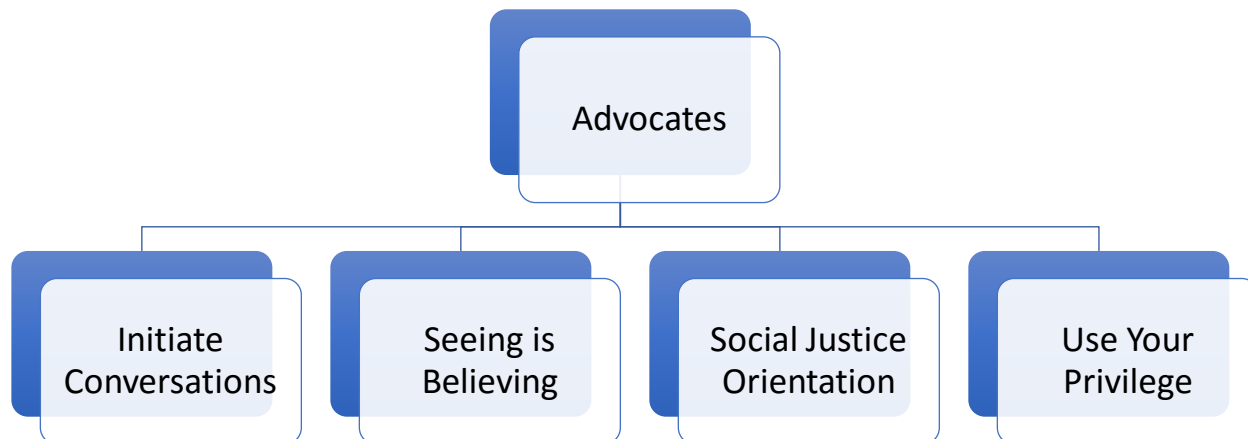 Advocates
Initiate
Conversations
Seeing is
Believing
Social Justice
Orientation
Use Your
Privilege